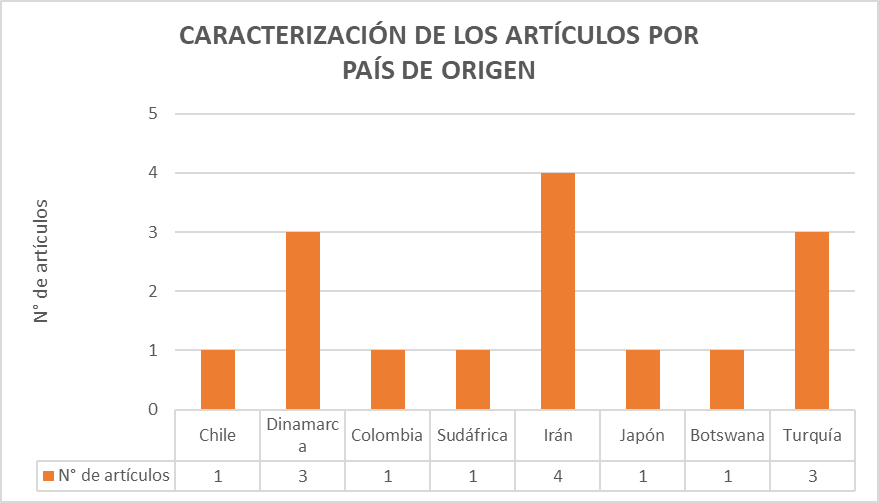 CARACTERIZACIÓN DE LOS ARTÍCULOS POR
PAÍS DE ORIGEN
N° de artículos
5
4
3
2
1
0
Chile Dinamarca Colombia Sudáfrica Irán Japón Botswana Turquía
N° de artículos 1 3 1 1 4 1 1 3